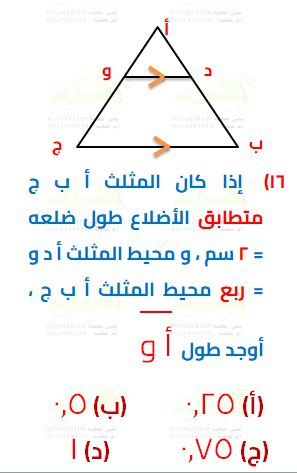 أ
و د
ج ب
١٦) إذا كان المثلث أ ب ج
متطابق الأضلاع طول ضلعه
= ٢ سم ، و محيط المثلث أ د و
= ربع محيط المثلث أ ب ج ،
أوجد طول أ و
(أ) ٠,٢٥ (ب) ٠,٥
(ج) ٠,٧٥ (د) ١